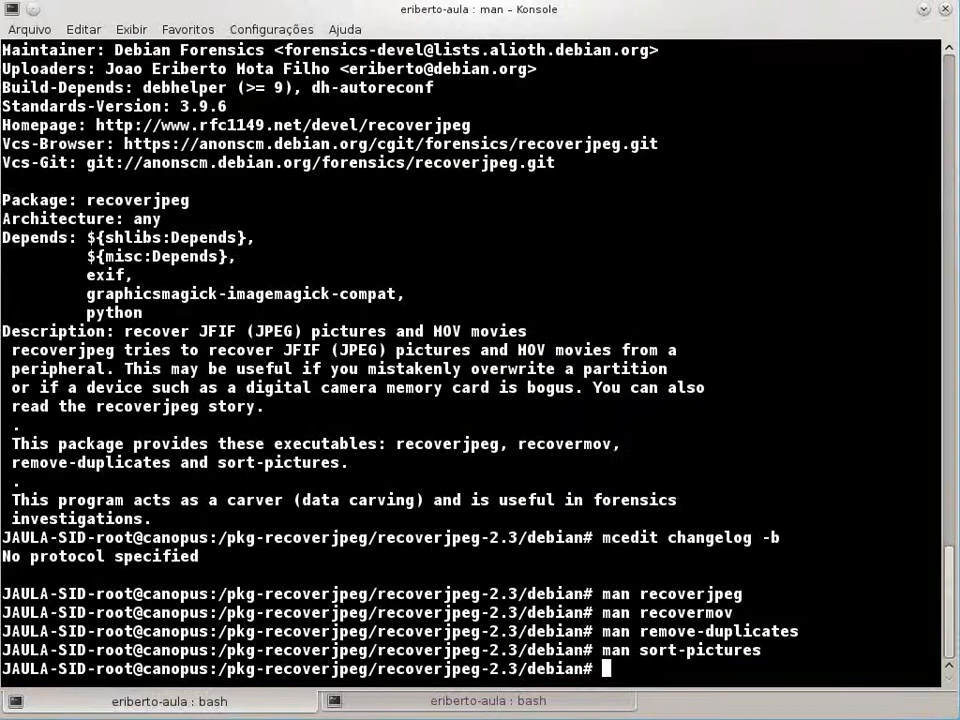 eriberto-aula : man – Konsole
Arquivo Editar Exibir Favoritos Configurações Ajuda
Maintainer: Debian Forensics <forensics-devel@lists.alioth.debian.org>
Uploaders: Joao Eriberto Mota Filho <eriberto@debian.org>
Build-Depends: debhelper (>= 9), dh-autoreconf
Standards-Version: 3.9.6
Homepage: http://www.rfc1149.net/devel/recoverjpeg
Vcs-Browser: https://anonscm.debian.org/cgit/forensics/recoverjpeg.git
Vcs-Git: git://anonscm.debian.org/forensics/recoverjpeg.git
Package: recoverjpeg
Architecture: any
Depends: ${shlibs:Depends},
${misc:Depends},
exif,
graphicsmagick-imagemagick-compat,
python
Description: recover JFIF (JPEG) pictures and MOV movies
recoverjpeg tries to recover JFIF (JPEG) pictures and MOV movies from a
peripheral. This may be useful if you mistakenly overwrite a partition
or if a device such as a digital camera memory card is bogus. You can also
read the recoverjpeg story.
.
This package provides these executables: recoverjpeg, recovermov,
remove-duplicates and sort-pictures.
.
This program acts as a carver (data carving) and is useful in forensics
investigations.
JAULA-SID-root@canopus:/pkg-recoverjpeg/recoverjpeg-2.3/debian# mcedit changelog -b
No protocol specified
JAULA-SID-root@canopus:/pkg-recoverjpeg/recoverjpeg-2.3/debian# man recoverjpeg
JAULA-SID-root@canopus:/pkg-recoverjpeg/recoverjpeg-2.3/debian# man recovermov
JAULA-SID-root@canopus:/pkg-recoverjpeg/recoverjpeg-2.3/debian# man remove-duplicates
JAULA-SID-root@canopus:/pkg-recoverjpeg/recoverjpeg-2.3/debian# man sort-pictures
JAULA-SID-root@canopus:/pkg-recoverjpeg/recoverjpeg-2.3/debian#
eriberto-aula : bash eriberto-aula : bash